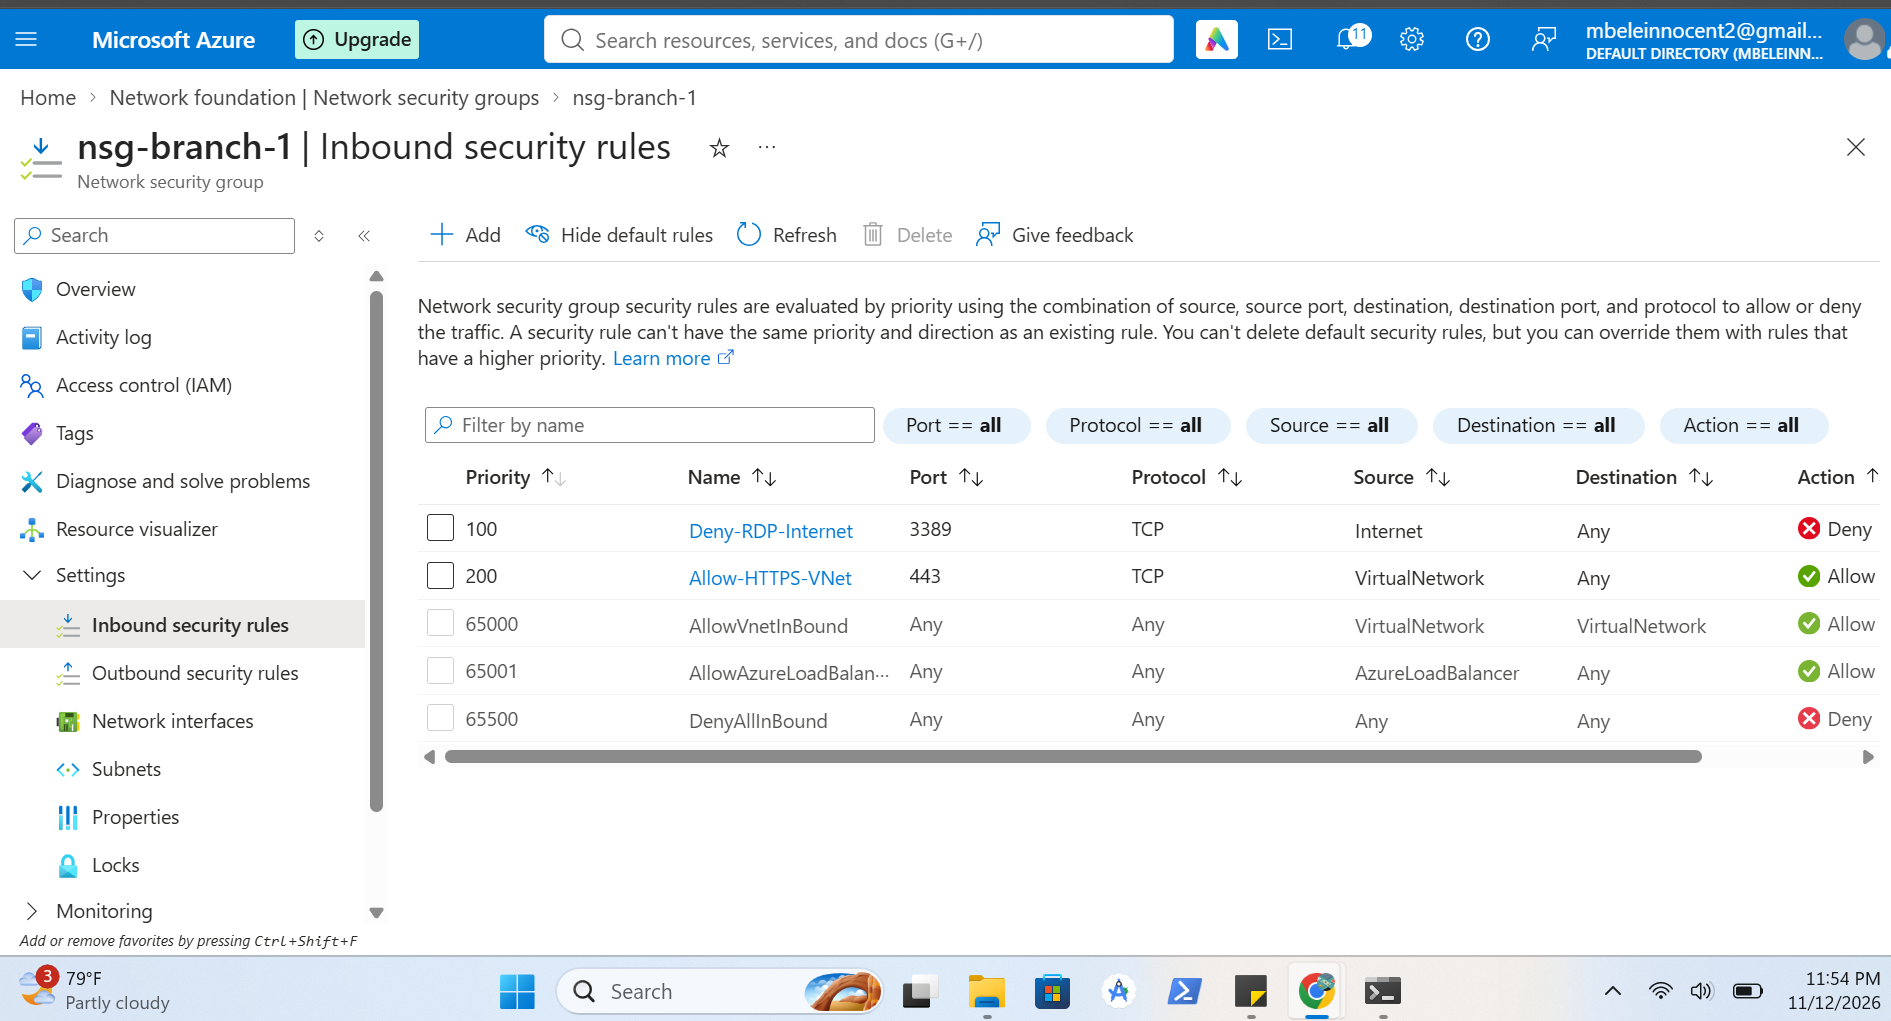 Microsoft Azure
Upgrade
Search resources, services, and docs (G+/)
11
mbeleinnocent2@gmail...
DEFAULT DIRECTORY (MBELEINN...
Home > Network foundation | Network security groups > nsg-branch-1
nsg-branch-1 | Inbound security rules
...
Network security group
Search
Add
Hide default rules
Refresh
Delete
Give feedback
Overview
Activity log
Access control (IAM)
Tags
Diagnose and solve problems
Resource visualizer
Settings
Inbound security rules
Outbound security rules
Network interfaces
Subnets
Properties
Locks
Monitoring
Add or remove favorites by pressing Ctrl+Shift+F
Network security group security rules are evaluated by priority using the combination of source, source port, destination, destination port, and protocol to allow or deny
the traffic. A security rule can't have the same priority and direction as an existing rule. You can't delete default security rules, but you can override them with rules that
have a higher priority. Learn more
Filter by name
Port == all
Protocol == all
Source == all
Destination == all
Action == all
Priority Name Port Protocol Source Destination Action
100 Deny-RDP-Internet 3389 TCP Internet Any Deny
200 Allow-HTTPS-VNet 443 TCP VirtualNetwork Any Allow
65000 AllowVnetInBound Any Any VirtualNetwork VirtualNetwork Allow
65001 AllowAzureLoadBalan... Any Any AzureLoadBalancer Any Allow
65500 DenyAllInBound Any Any Any Any Deny
3
79°F
Partly cloudy
Search
11:54 PM
11/12/2026